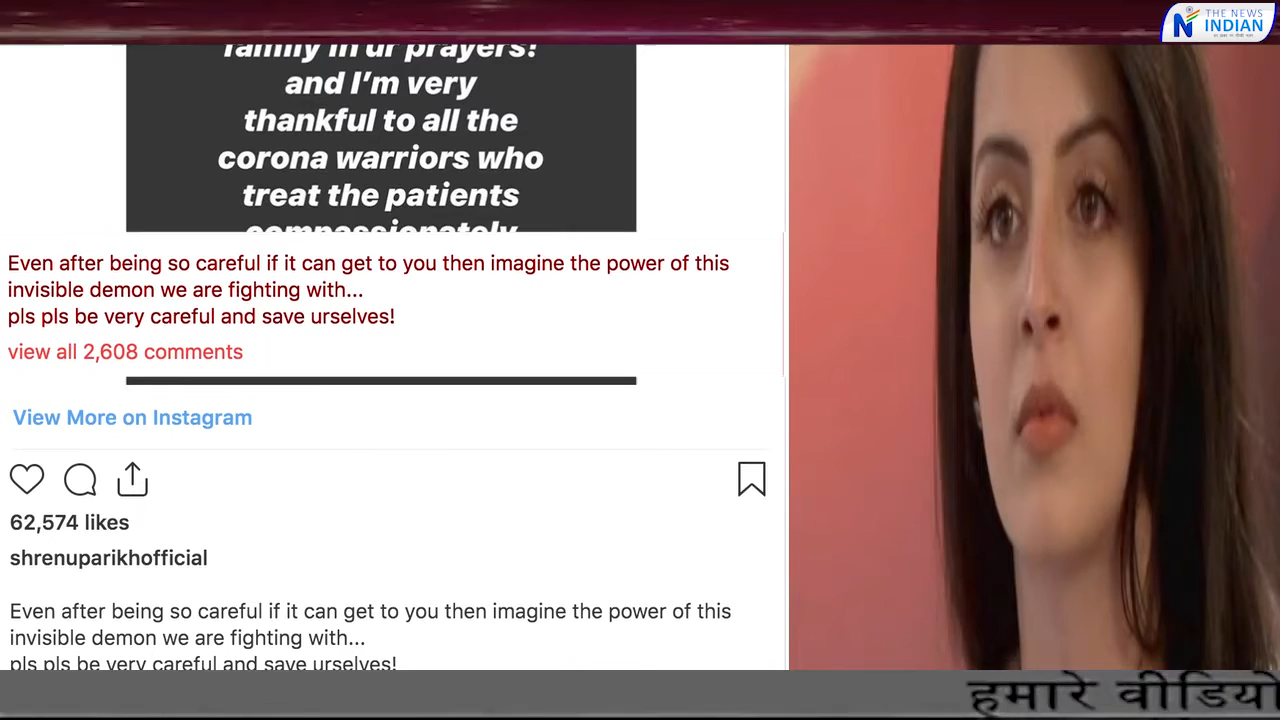 THE NEWS
INDIAN
family in ur prayers!
and I'm very
thankful to all the
corona warriors who
treat the patients
compassionately
Even after being so careful if it can get to you then imagine the power of this
invisible demon we are fighting with...
pls pls be very careful and save urselves!
view all 2,608 comments
View More on Instagram
62,574 likes
shrenuparikhofficial
Even after being so careful if it can get to you then imagine the power of this
invisible demon we are fighting with...
pls pls be very careful and save urselves!
हमारे वीडियो